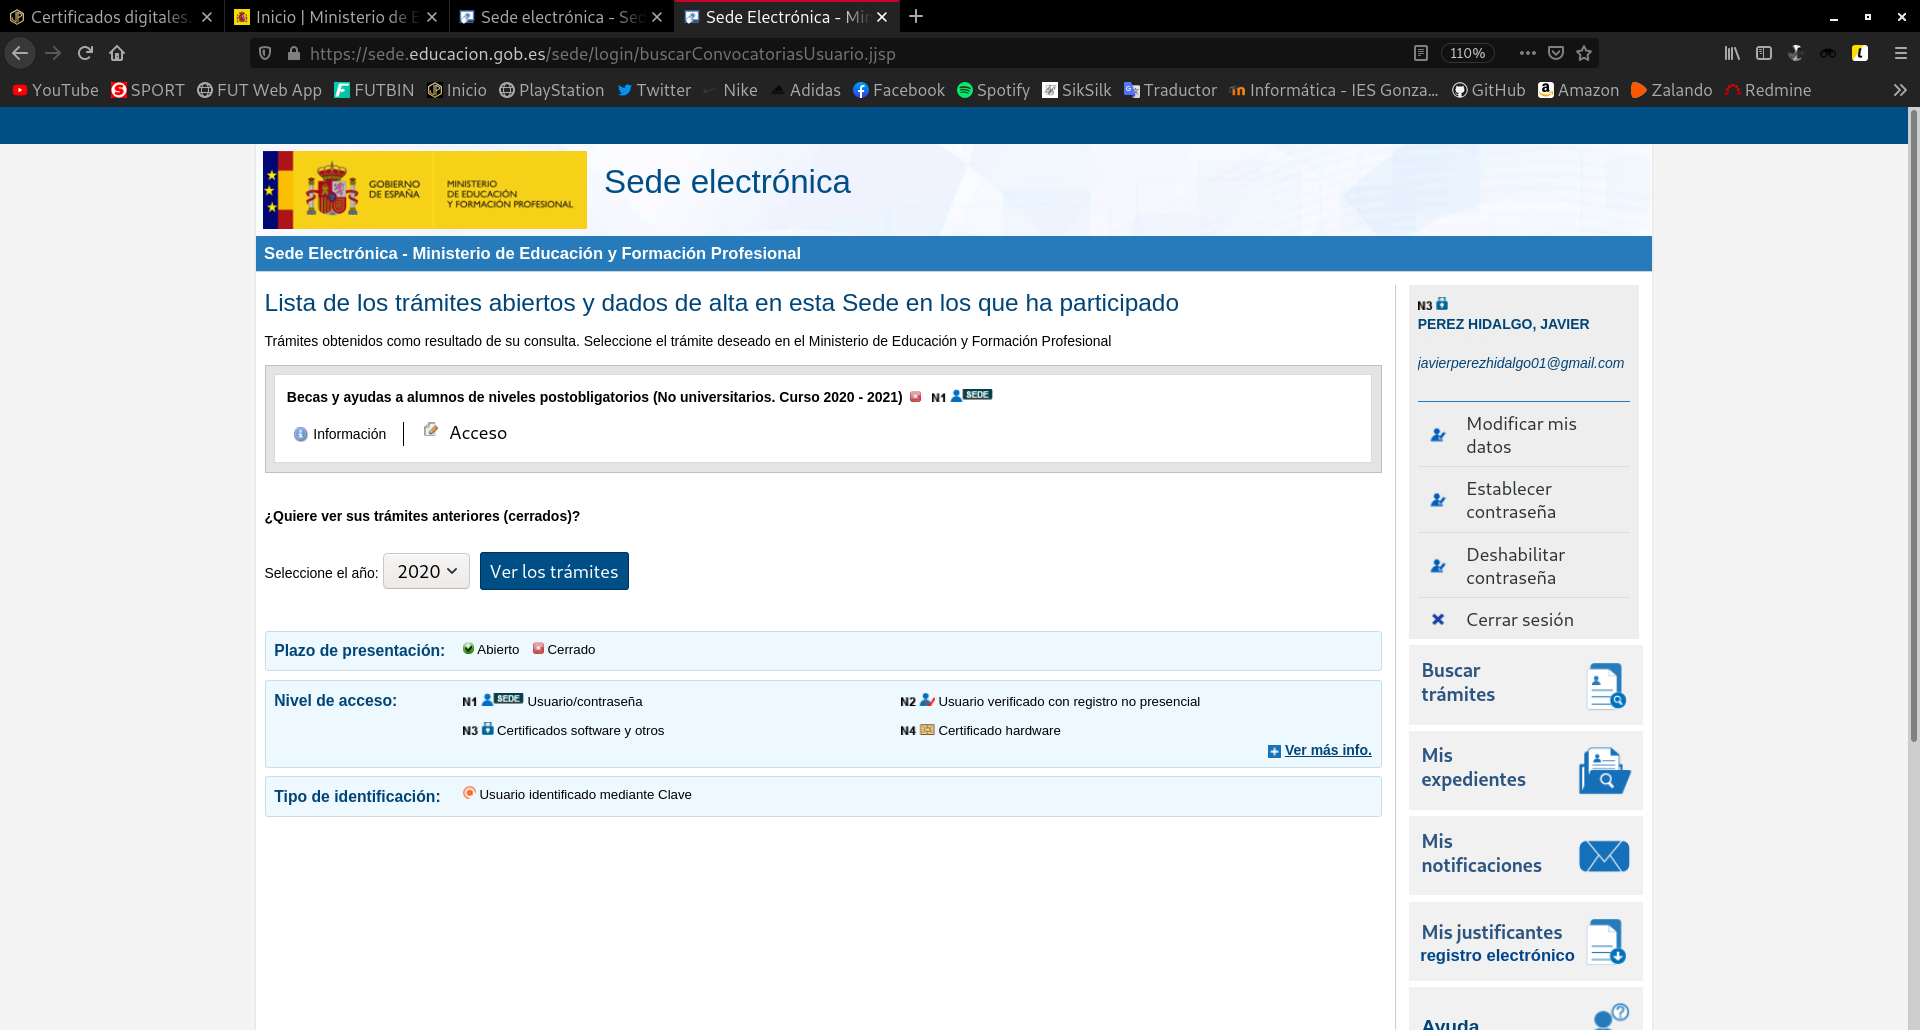 Certificados digitales.
Inicio | Ministerio de E
Sede electrónica - Sec
Sede Electrónica - Min
https://sede.educacion.gob.es/sede/login/buscarConvocatoriasUsuario.jjsp
110%
YouTube
SPORT
FUT Web App
FUTBIN
Inicio
PlayStation
Twitter
Nike
Adidas
Facebook
Spotify
SikSilk
Traductor
Informática - IES Gonza...
GitHub
Amazon
Zalando
Redmine
GOBIERNO
DE ESPAÑA
MINISTERIO
DE EDUCACIÓN
Y FORMACIÓN PROFESIONAL
Sede electrónica
Sede Electrónica - Ministerio de Educación y Formación Profesional
Lista de los trámites abiertos y dados de alta en esta Sede en los que ha participado
Trámites obtenidos como resultado de su consulta. Seleccione el trámite deseado en el Ministerio de Educación y Formación Profesional
Becas y ayudas a alumnos de niveles postobligatorios (No universitarios. Curso 2020 - 2021) N1 SEDE
Información
Acceso
¿Quiere ver sus trámites anteriores (cerrados)?
Seleccione el año: 2020 Ver los trámites
Plazo de presentación: Abierto Cerrado
Nivel de acceso: N1 SEDE Usuario/contraseña N2 Usuario verificado con registro no presencial
N3 Certificados software y otros N4 Certificado hardware
Ver más info.
Tipo de identificación: Usuario identificado mediante Clave
N3
PEREZ HIDALGO, JAVIER
javierperezhidalgo01@gmail.com
Modificar mis
datos
Establecer
contraseña
Deshabilitar
contraseña
Cerrar sesión
Buscar
trámites
Mis
expedientes
Mis
notificaciones
Mis justificantes
registro electrónico
Ayuda